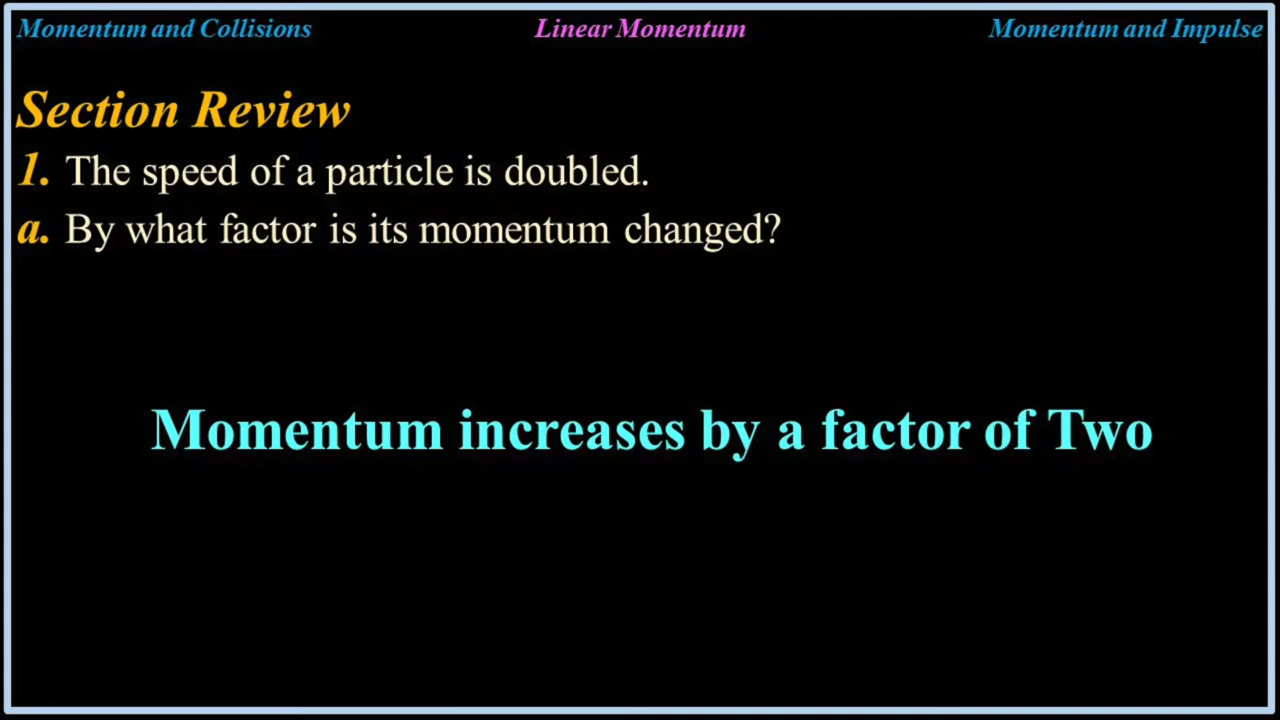 Momentum and Collisions
Linear Momentum
Momentum and Impulse
Section Review
1. The speed of a particle is doubled.
a. By what factor is its momentum changed?
Momentum increases by a factor of Two